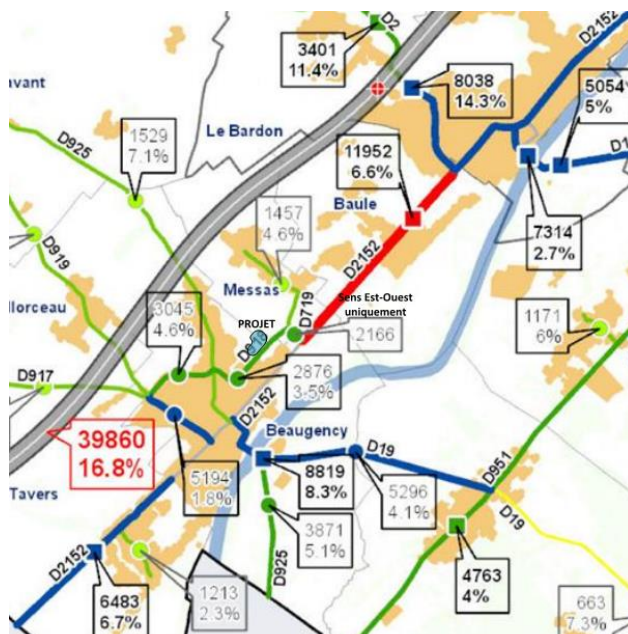 D2
D2152
3401
11.4%
8038
14.3%
5054
5%
avant
D925
1529
7.1%
Le Bardon
11952
6.6%
D1
Baule
1457
4.6%
7314
2.7%
D919
D2152
Messas
Sens Est-Ouest
uniquement
llorceau
3045
4.6%
PROJET
D719
2166
1171
6%
D917
2876
3.5%
D2152
39860
16.8%
Beaugency
D19
D951
5194
1.8%
8819
8.3%
5296
4.1%
D19
Tavers
3871
5.1%
D925
D2152
4763
4%
6483
6.7%
1213
2.3%
663
7.3%